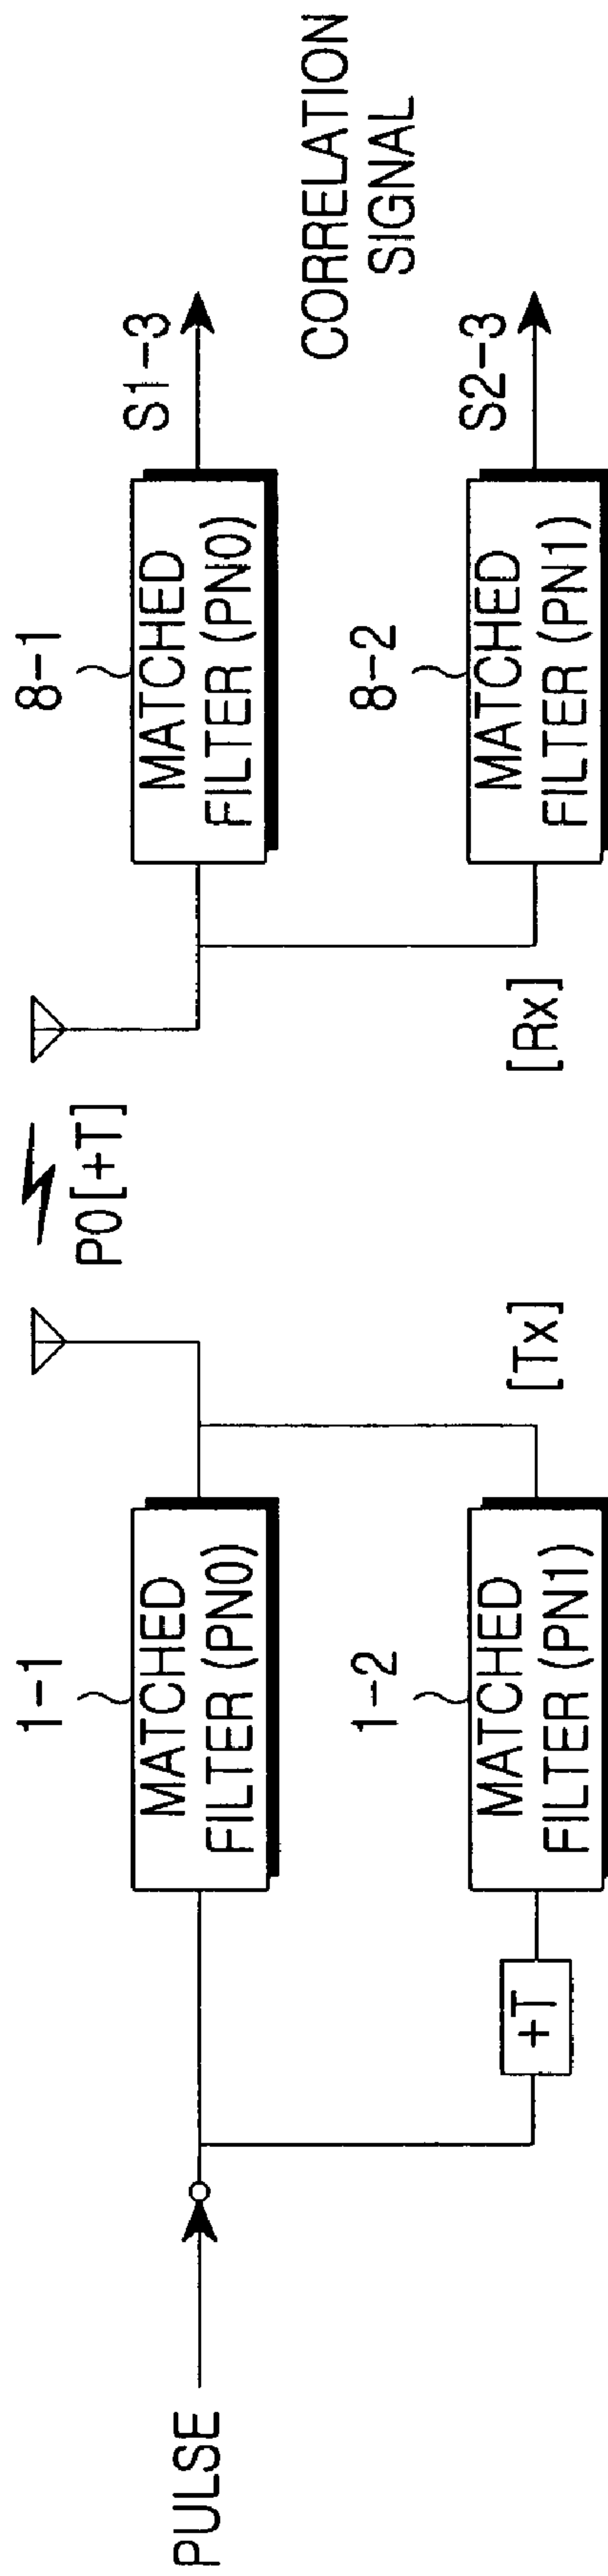 PULSE
1-1
MATCHED
FILTER (PN0)
+T
1-2
MATCHED
FILTER (PN1)
[Tx]
P0[+T]
[Rx]
8-1
MATCHED
FILTER (PN0)
8-2
MATCHED
FILTER (PN1)
S1-3
S2-3
CORRELATION
SIGNAL